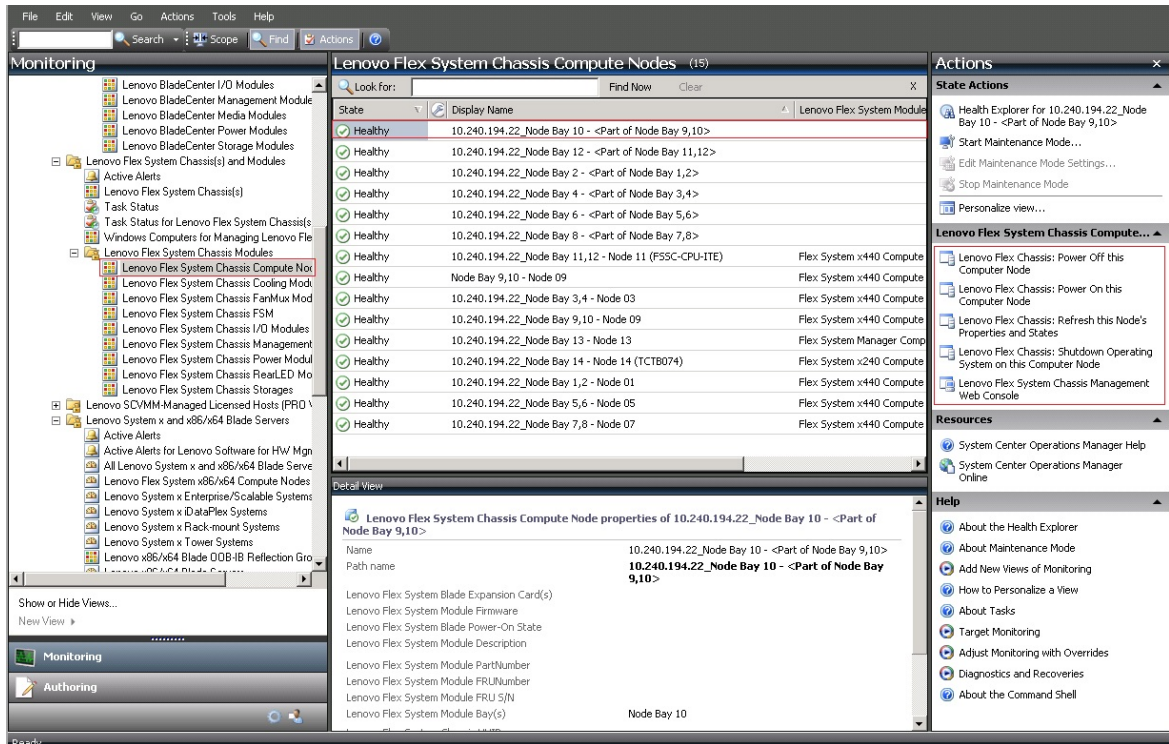 File Edit View Go Actions Tools Help
Search Scope Find Actions
Monitoring
Lenovo BladeCenter I/O Modules
Lenovo BladeCenter Management Module
Lenovo BladeCenter Media Modules
Lenovo BladeCenter Power Modules
Lenovo BladeCenter Storage Modules
Lenovo Flex System Chassis(s) and Modules
Active Alerts
Lenovo Flex System Chassis(s)
Task Status
Task Status for Lenovo Flex System Chassis(s
Windows Computers for Managing Lenovo Fle
Lenovo Flex System Chassis Modules
Lenovo Flex System Chassis Compute Noc
Lenovo Flex System Chassis Cooling Modu
Lenovo Flex System Chassis FanMux Mod
Lenovo Flex System Chassis FSM
Lenovo Flex System Chassis I/O Modules
Lenovo Flex System Chassis Management
Lenovo Flex System Chassis Power Modul
Lenovo Flex System Chassis RearLED Mo
Lenovo Flex System Chassis Storages
Lenovo SCVMM-Managed Licensed Hosts (PRO
Lenovo System x and x86/x64 Blade Servers
Active Alerts
Active Alerts for Lenovo Software for HW Mgn
All Lenovo System x and x86/x64 Blade Serve
Lenovo Flex System x86/x64 Compute Nodes
Lenovo System x Enterprise/Scalable Systems
Lenovo System x iDataPlex Systems
Lenovo System x Rack-mount Systems
Lenovo System x Tower Systems
Lenovo x86/x64 Blade OOB-IB Reflection Gro
Show or Hide Views...
New View
Monitoring
Authoring
Ready
Lenovo Flex System Chassis Compute Nodes (15)
Look for: Find Now Clear X
State Display Name Lenovo Flex System Module
Healthy 10.240.194.22_Node Bay 10 - <Part of Node Bay 9,10>
Healthy 10.240.194.22_Node Bay 12 - <Part of Node Bay 11,12>
Healthy 10.240.194.22_Node Bay 2 - <Part of Node Bay 1,2>
Healthy 10.240.194.22_Node Bay 4 - <Part of Node Bay 3,4>
Healthy 10.240.194.22_Node Bay 6 - <Part of Node Bay 5,6>
Healthy 10.240.194.22_Node Bay 8 - <Part of Node Bay 7,8>
Healthy 10.240.194.22_Node Bay 11,12 - Node 11 (FSSC-CPU-ITE) Flex System x440 Compute
Healthy Node Bay 9,10 - Node 09 Flex System x440 Compute
Healthy 10.240.194.22_Node Bay 3,4 - Node 03 Flex System x440 Compute
Healthy 10.240.194.22_Node Bay 9,10 - Node 09 Flex System x440 Compute
Healthy 10.240.194.22_Node Bay 13 - Node 13 Flex System Manager Comp
Healthy 10.240.194.22_Node Bay 14 - Node 14 (TCTB074) Flex System x240 Compute
Healthy 10.240.194.22_Node Bay 1,2 - Node 01 Flex System x440 Compute
Healthy 10.240.194.22_Node Bay 5,6 - Node 05 Flex System x440 Compute
Healthy 10.240.194.22_Node Bay 7,8 - Node 07 Flex System x440 Compute
Detail View
Lenovo Flex System Chassis Compute Node properties of 10.240.194.22_Node Bay 10 - <Part of
Node Bay 9,10>
Name 10.240.194.22_Node Bay 10 - <Part of Node Bay 9,10>
Path name 10.240.194.22_Node Bay 10 - <Part of Node Bay
9,10>
Lenovo Flex System Blade Expansion Card(s)
Lenovo Flex System Module Firmware
Lenovo Flex System Blade Power-On State
Lenovo Flex System Module Description
Lenovo Flex System Module PartNumber
Lenovo Flex System Module FRUNumber
Lenovo Flex System Module FRU S/N
Lenovo Flex System Module Bay(s) Node Bay 10
Actions x
State Actions
Health Explorer for 10.240.194.22_Node
Bay 10 - <Part of Node Bay 9,10>
Start Maintenance Mode...
Edit Maintenance Mode Settings...
Stop Maintenance Mode
Personalize view...
Lenovo Flex System Chassis Compute...
Lenovo Flex Chassis: Power Off this
Computer Node
Lenovo Flex Chassis: Power On this
Computer Node
Lenovo Flex Chassis: Refresh this Node's
Properties and States
Lenovo Flex Chassis: Shutdown Operating
System on this Computer Node
Lenovo Flex System Chassis Management
Web Console
Resources
System Center Operations Manager Help
System Center Operations Manager
Online
Help
About the Health Explorer
About Maintenance Mode
Add New Views of Monitoring
How to Personalize a View
About Tasks
Target Monitoring
Adjust Monitoring with Overrides
Diagnostics and Recoveries
About the Command Shell